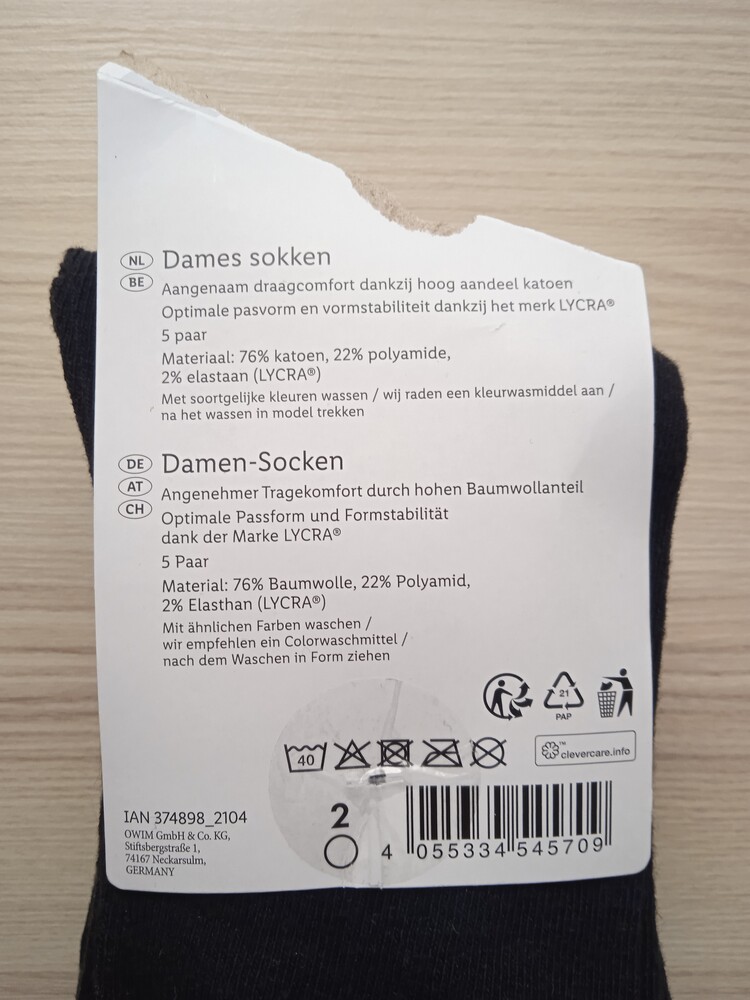 NL Dames sokken
BE Aangenaam draagcomfort dankzij hoog aandeel katoen
Optimale pasvorm en vormstabiliteit dankzij het merk LYCRA®
5 paar
Materiaal: 76% katoen, 22% polyamide,
2% elastaan (LYCRA®)
Met soortgelijke kleuren wassen / wij raden een kleurwasmiddel aan /
na het wassen in model trekken
DE Damen-Socken
AT Angenehmer Tragekomfort durch hohen Baumwollanteil
CH Optimale Passform und Formstabilität
dank der Marke LYCRA®
5 Paar
Material: 76% Baumwolle, 22% Polyamid,
2% Elasthan (LYCRA®)
Mit ähnlichen Farben waschen /
wir empfehlen ein Colorwaschmittel /
nach dem Waschen in Form ziehen
21
PAP
40
clevercare.info™
IAN 374898_2104
OWIM GmbH & Co. KG,
Stiftsbergstraße 1,
74167 Neckarsulm,
GERMANY
2
4 055334 545709